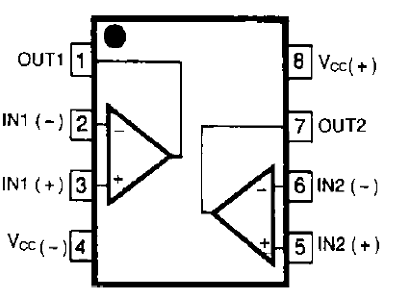 OUT1 1
8 Vcc(+)
IN1 (-) 2
-
7 OUT2
IN1 (+) 3
+
-
6 IN2 (-)
Vcc(-) 4
+
5 IN2 (+)